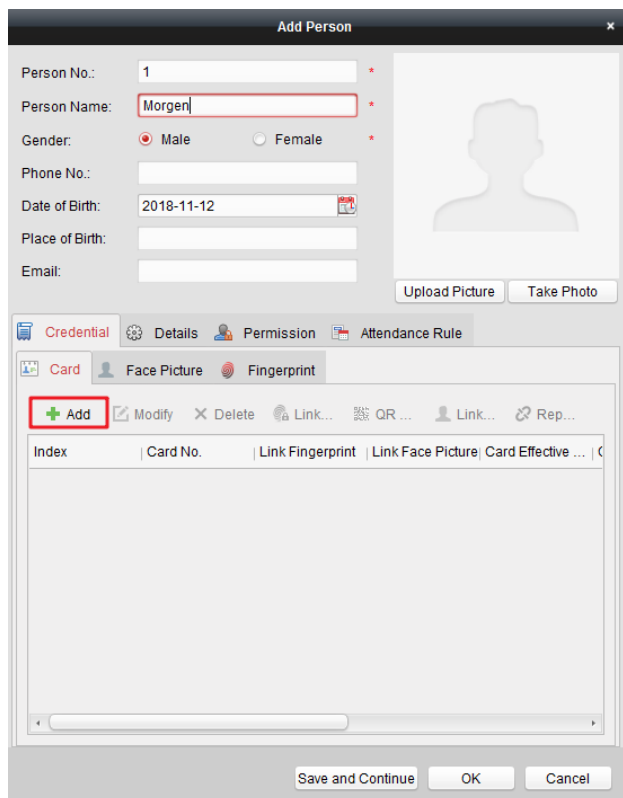 Add Person ×
Person No.: 1 *
Person Name: Morgen *
Gender: Male Female *
Phone No.:
Date of Birth: 2018-11-12
Place of Birth:
Email:
Upload Picture Take Photo
Credential Details Permission Attendance Rule
Card Face Picture Fingerprint
Add Modify Delete Link... QR ... Link... Rep...
Index Card No. Link Fingerprint Link Face Picture Card Effective ...
Save and Continue OK Cancel